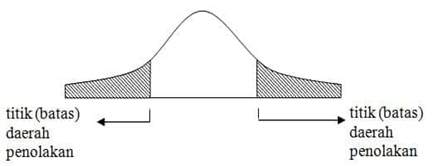 titik (batas)
daerah
penolakan
titik (batas)
daerah
penolakan